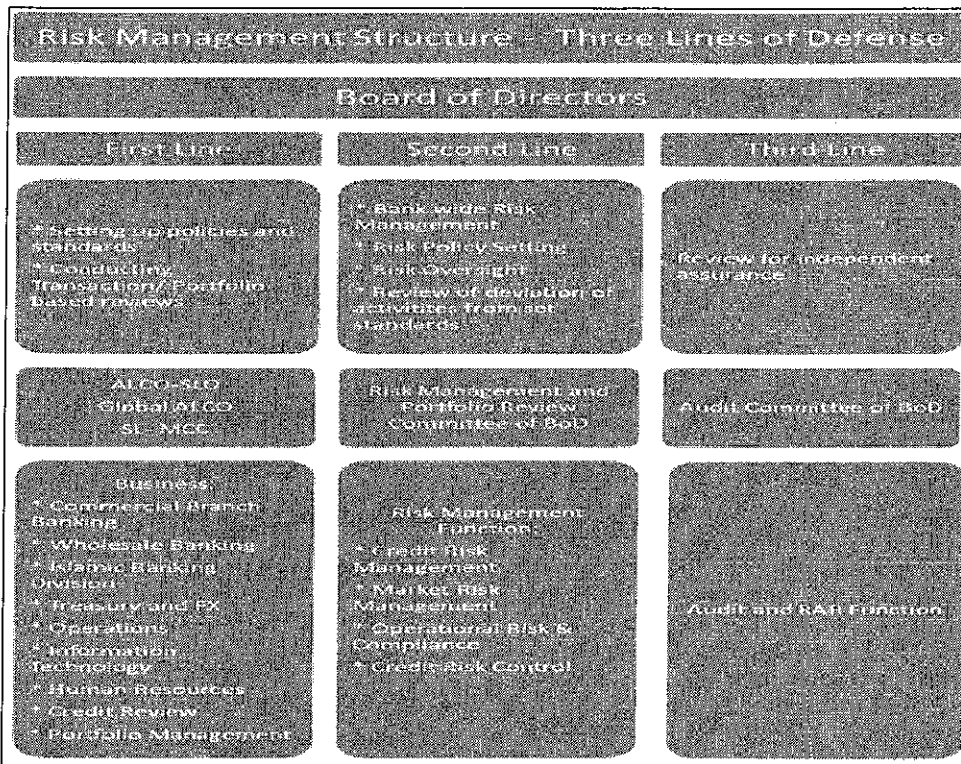 Risk Management Structure - Three Lines of Defense
Board of Directors
First Line
Second Line
Third Line
* Setting up policies and
standards
* Conducting
Transaction/ Portfolio
based reviews
* Bank wide Risk
Management
* Risk Policy Setting
* Risk Oversight
* Review of deviation of
activities from set
standards
Review for independent
assurance
ALCO-SLO
Global ALCO
SL - MCC
Risk Management and
Portfolio Review
Committee of BoD
Audit Committee of BoD
Business:
* Commercial Branch
Banking
* Wholesale Banking
* Islamic Banking
Division
* Treasury and FX
* Operations
* Information
Technology
* Human Resources
* Credit Review
* Portfolio Management
Risk Management
Function:
* Credit Risk
Management
* Market Risk
Management
* Operational Risk &
Compliance
* Credit Risk Control
Audit and RAR Function